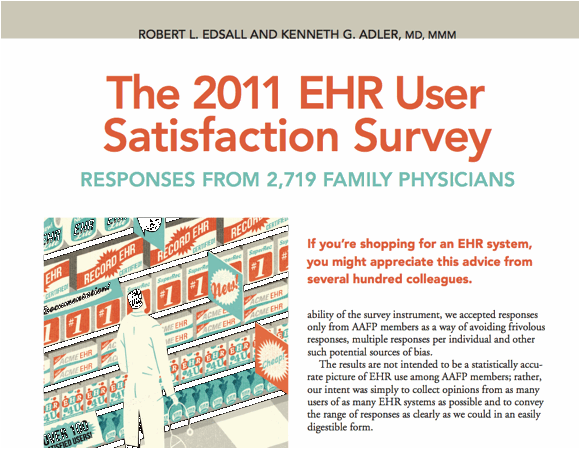 ROBERT L. EDSALL AND KENNETH G. ADLER, MD, MMM
The 2011 EHR User
Satisfaction Survey
RESPONSES FROM 2,719 FAMILY PHYSICIANS
If you're shopping for an EHR system,
you might appreciate this advice from
several hundred colleagues.
ability of the survey instrument, we accepted responses
only from AAFP members as a way of avoiding frivolous
responses, multiple responses per individual and other
such potential sources of bias.
The results are not intended to be a statistically accu-
rate picture of EHR use among AAFP members; rather,
our intent was simply to collect opinions from as many
users of as many EHR systems as possible and to convey
the range of responses as clearly as we could in an easily
digestible form.
RECORD EHR
RECORD EHR
#1
#1
#1
New!
ACME EHR
ACME EHR
Cheap!